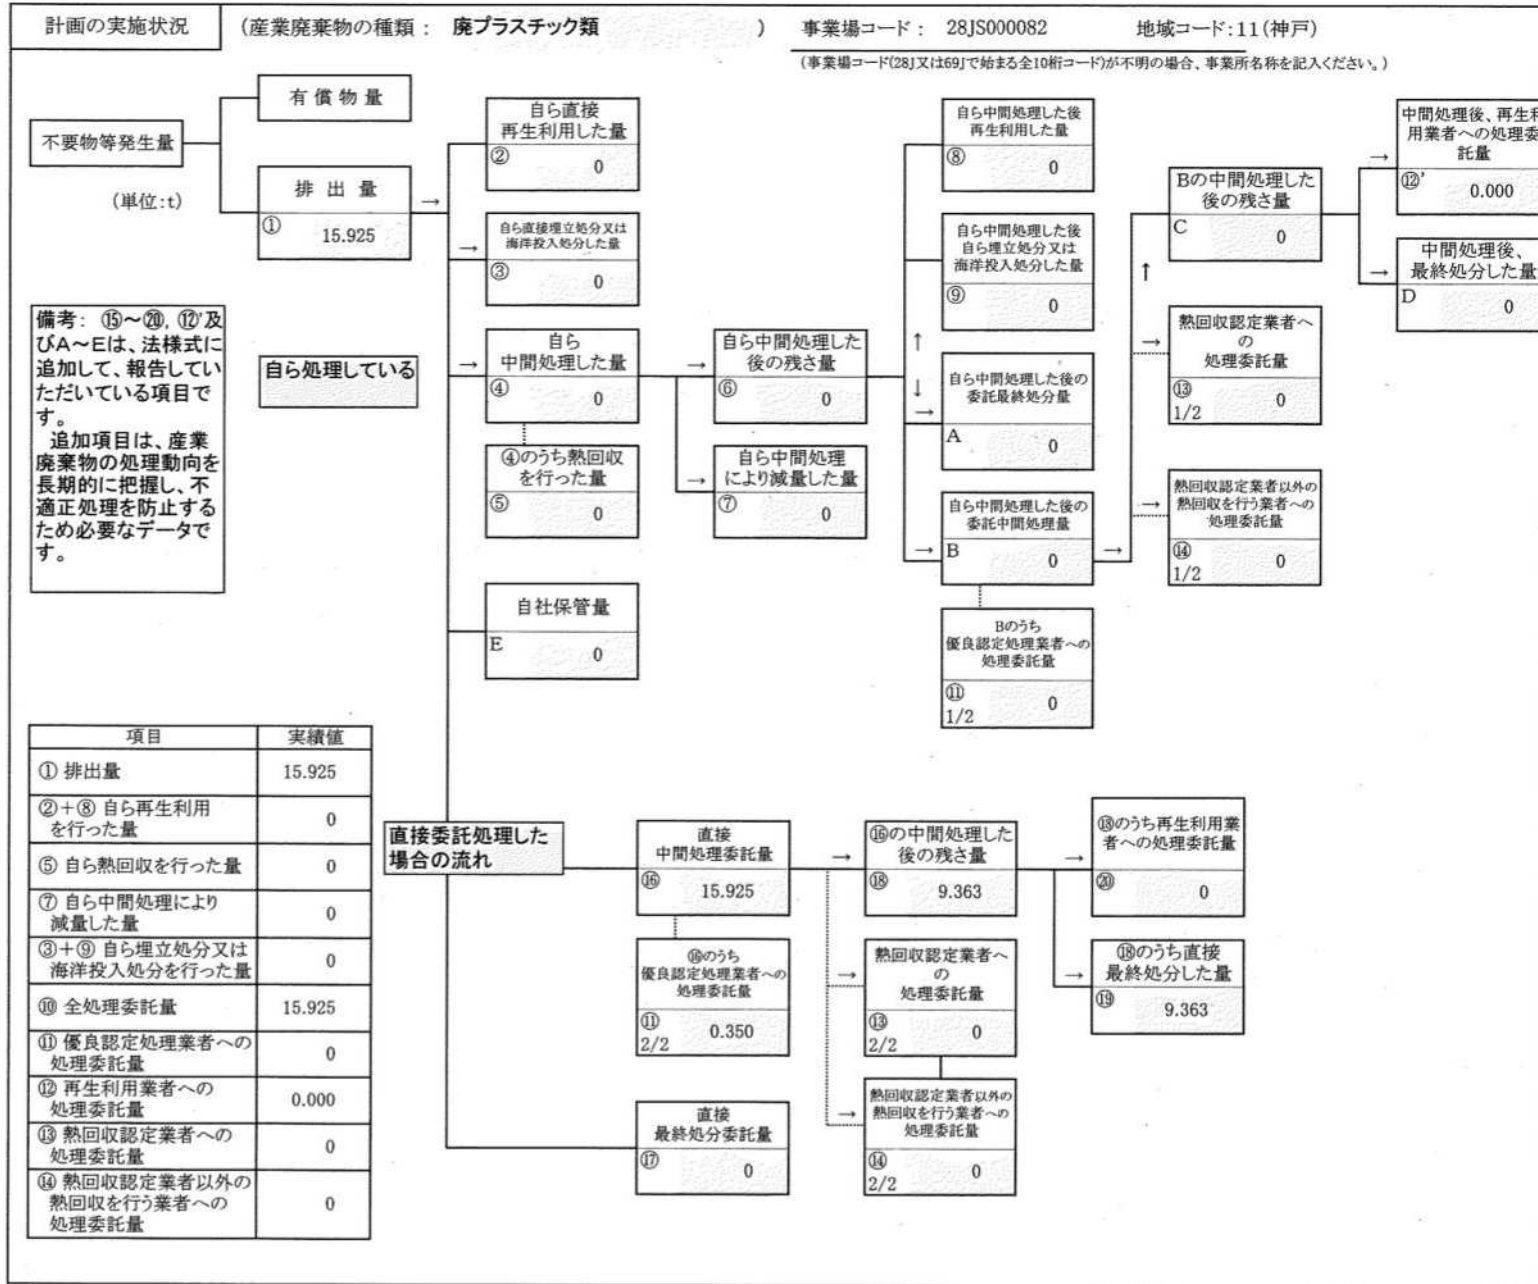 計画の実施状況 (産業廃棄物の種類: 廃プラスチック類 ) 事業場コード: 28JS000082 地域コード:11(神戸)
(事業場コード(28J又は69Jで始まる全10桁コード)が不明の場合、事業所名称を記入ください。)
不要物等発生量
(単位:t)
有償物量
排出量
① 15.925
自ら直接
再生利用した量
② 0
自ら直接埋立処分又は
海洋投入処分した量
③ 0
自ら
中間処理した量
④ 0
④のうち熱回収
を行った量
⑤ 0
自社保管量
E 0
自ら中間処理した
後の残さ量
⑥ 0
自ら中間処理
により減量した量
⑦ 0
自ら中間処理した後
再生利用した量
⑧ 0
自ら中間処理した後
自ら埋立処分又は
海洋投入処分した量
⑨ 0
自ら中間処理した後の
委託最終処分量
A 0
自ら中間処理した後の
委託中間処理量
B 0
Bのうち
優良認定処理業者への
処理委託量
⑪
1/2 0
Bの中間処理した
後の残さ量
C 0
熱回収認定業者へ
の
処理委託量
⑬
1/2 0
熱回収認定業者以外の
熱回収を行う業者への
処理委託量
⑭
1/2 0
中間処理後、再生利
用業者への処理委
託量
⑫' 0.000
中間処理後、
最終処分した量
D 0
備考: ⑮~⑳, ⑫'及
びA~Eは、法様式に
追加して、報告してい
ただいている項目で
す。
追加項目は、産業
廃棄物の処理動向を
長期的に把握し、不
適正処理を防止する
ため必要なデータで
す。
自ら処理している
項目 実績値
① 排出量 15.925
②+⑧ 自ら再生利用
を行った量 0
⑤ 自ら熱回収を行った量 0
⑦ 自ら中間処理により
減量した量 0
③+⑨ 自ら埋立処分又は
海洋投入処分を行った量 0
⑩ 全処理委託量 15.925
⑪ 優良認定処理業者への
処理委託量 0
⑫ 再生利用業者への
処理委託量 0.000
⑬ 熱回収認定業者への
処理委託量 0
⑭ 熱回収認定業者以外の
熱回収を行う業者への
処理委託量 0
直接委託処理した
場合の流れ
直接
中間処理委託量
⑯ 15.925
⑯のうち
優良認定処理業者への
処理委託量
⑪
2/2 0.350
直接
最終処分委託量
⑰ 0
⑯の中間処理した
後の残さ量
⑱ 9.363
熱回収認定業者へ
の
処理委託量
⑬
2/2 0
熱回収認定業者以外の
熱回収を行う業者への
処理委託量
⑭
2/2 0
⑱のうち再生利用業
者への処理委託量
⑳ 0
⑱のうち直接
最終処分した量
⑲ 9.363